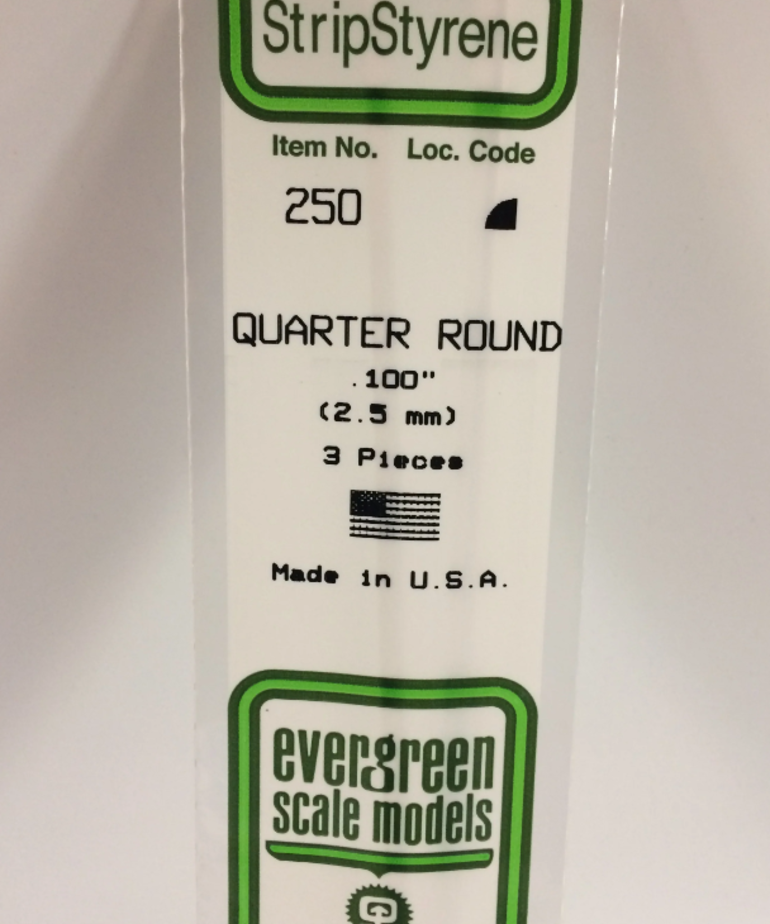 StripStyrene
Item No. Loc. Code
250
QUARTER ROUND
.100"
(2.5 mm)
3 Pieces
Made in U.S.A.
evergreen
scale models